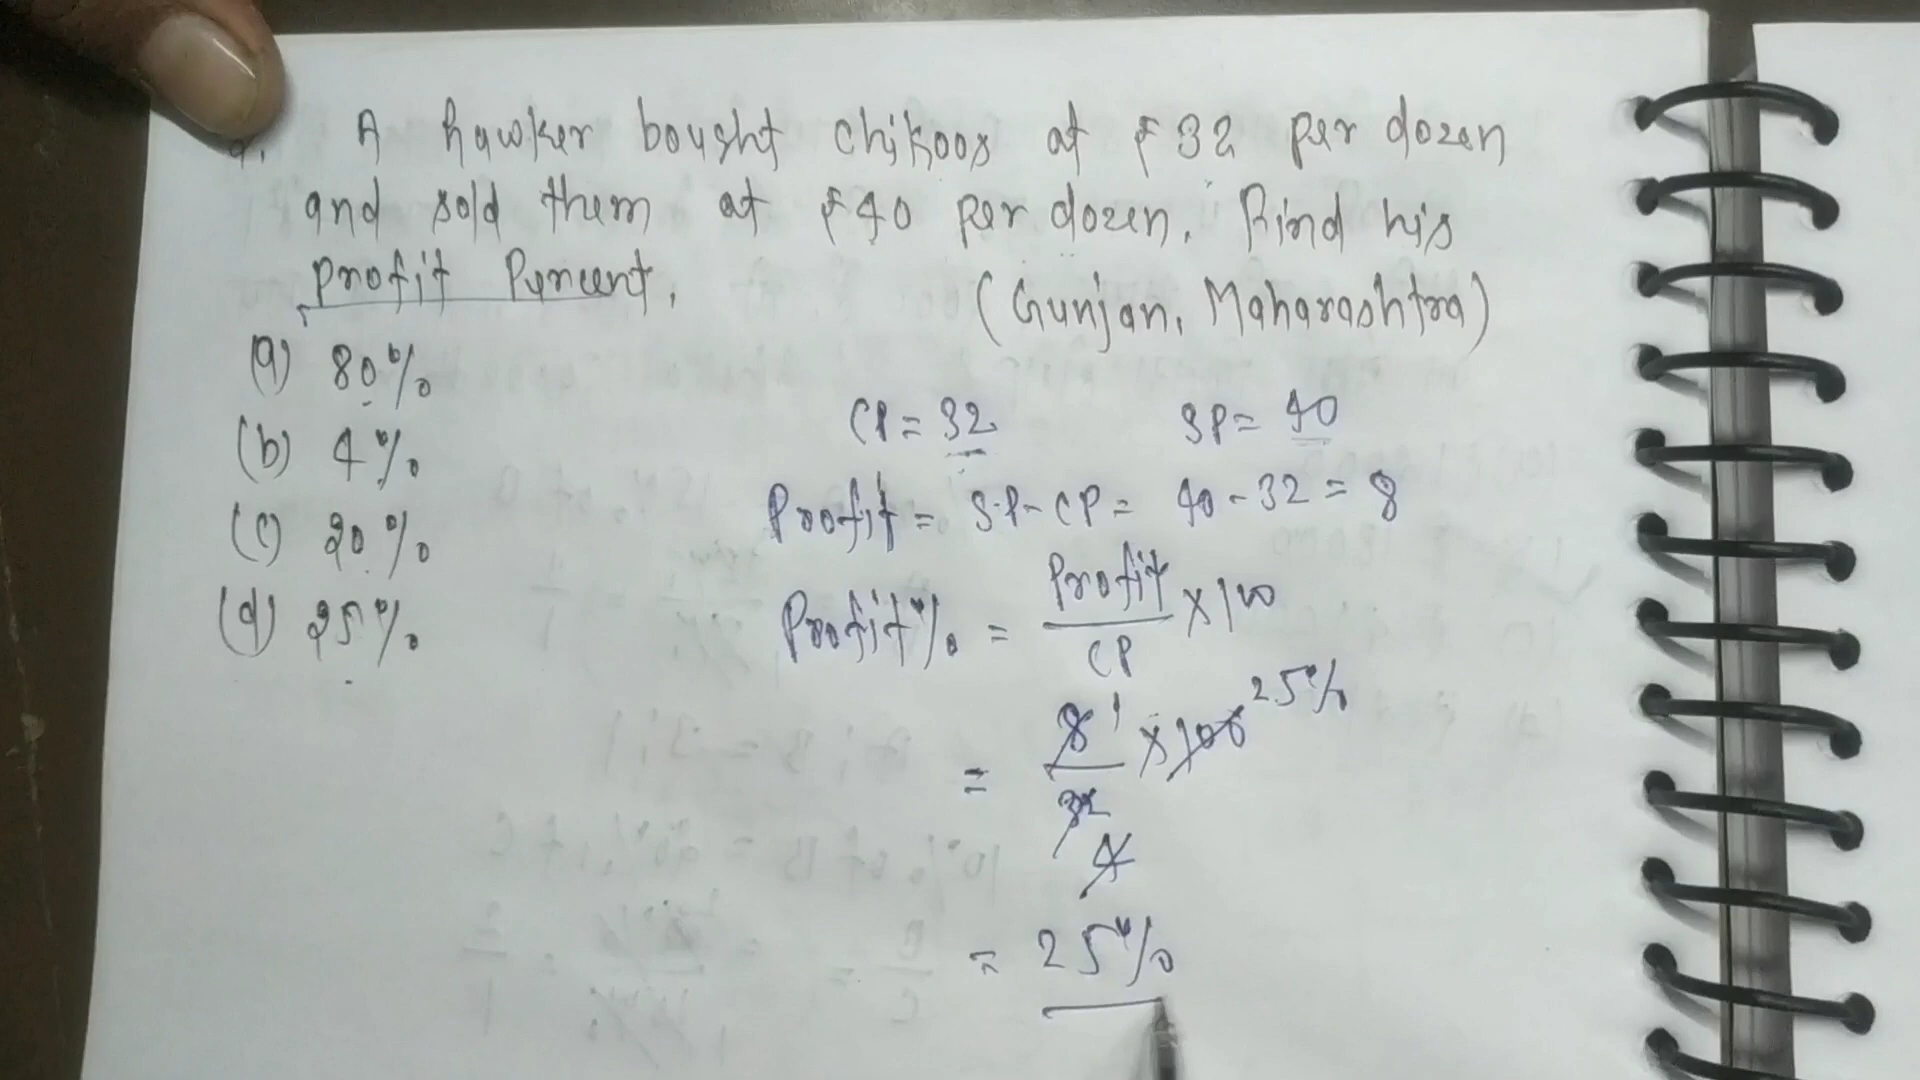 Q. A hawker bought chikoos at ₹32 per dozen
and sold them at ₹40 per dozen. Find his
profit Percent.
(Gunjan, Maharashtra)
(a) 80%
(b) 4%
(c) 20%
(d) 25%
CP = 32 SP = 40
Profit = S.P - CP = 40 - 32 = 8
Profit% = Profit/CP × 100
= 8/32 × 100 1 4 25%
= 25%